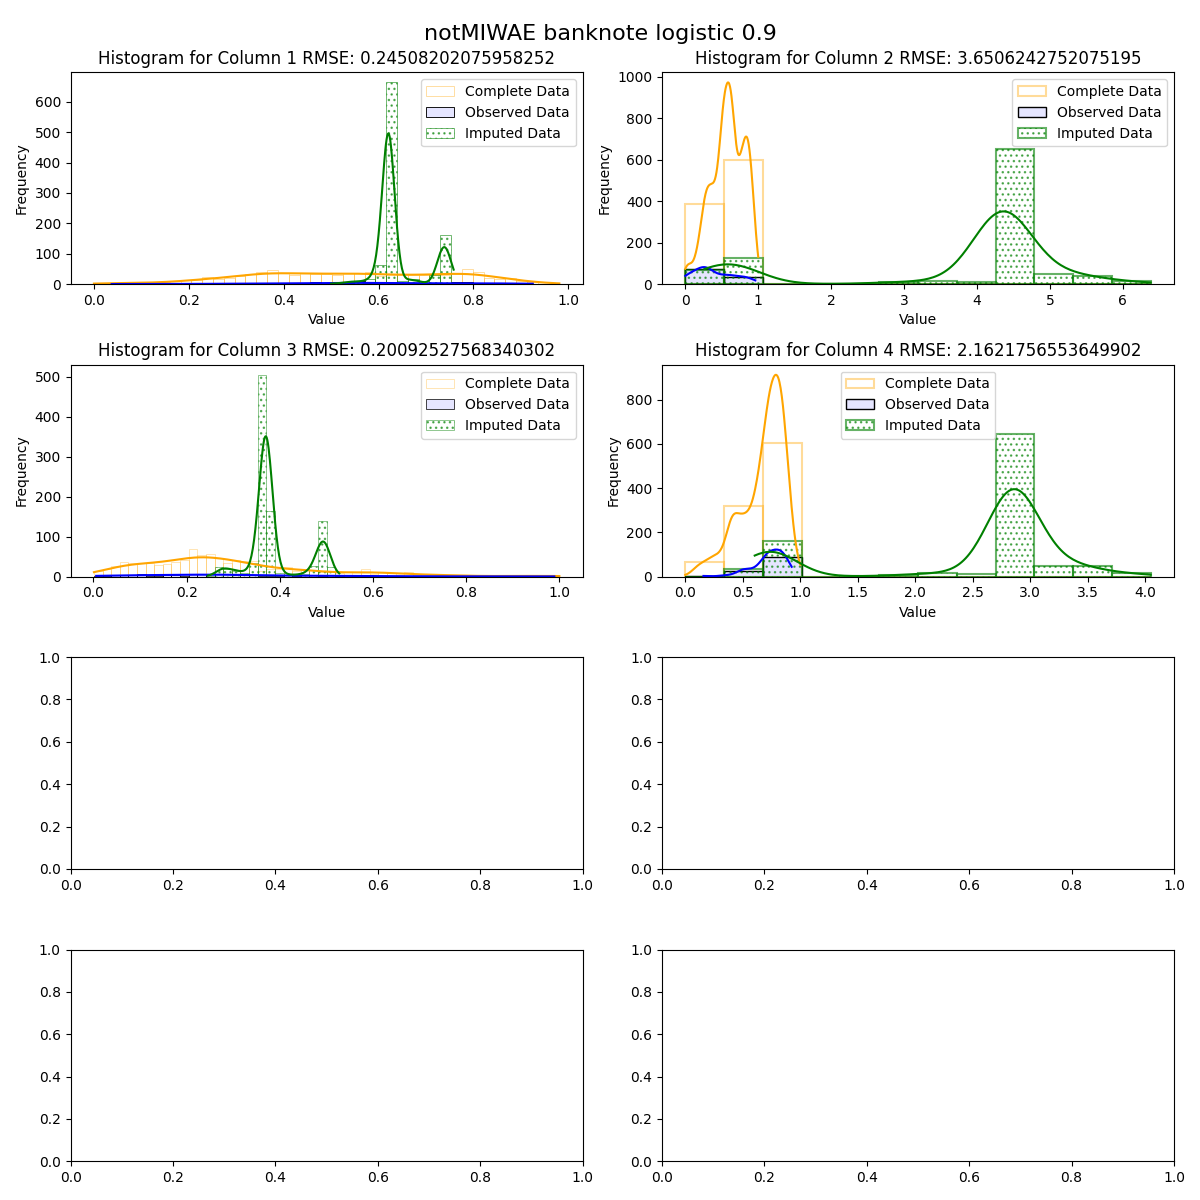 notMIWAE banknote logistic 0.9
Histogram for Column 1 RMSE: 0.24508202075958252
Frequency
600
500
400
300
200
100
0
0.0 0.2 0.4 0.6 0.8 1.0
Value
Complete Data
Observed Data
Imputed Data
Histogram for Column 2 RMSE: 3.6506242752075195
Frequency
1000
800
600
400
200
0
0 1 2 3 4 5 6
Value
Complete Data
Observed Data
Imputed Data
Histogram for Column 3 RMSE: 0.20092527568340302
Frequency
500
400
300
200
100
0
0.0 0.2 0.4 0.6 0.8 1.0
Value
Complete Data
Observed Data
Imputed Data
Histogram for Column 4 RMSE: 2.1621756553649902
Frequency
800
600
400
200
0
0.0 0.5 1.0 1.5 2.0 2.5 3.0 3.5 4.0
Value
Complete Data
Observed Data
Imputed Data
1.0
0.8
0.6
0.4
0.2
0.0
0.0 0.2 0.4 0.6 0.8 1.0
1.0
0.8
0.6
0.4
0.2
0.0
0.0 0.2 0.4 0.6 0.8 1.0
1.0
0.8
0.6
0.4
0.2
0.0
0.0 0.2 0.4 0.6 0.8 1.0
1.0
0.8
0.6
0.4
0.2
0.0
0.0 0.2 0.4 0.6 0.8 1.0